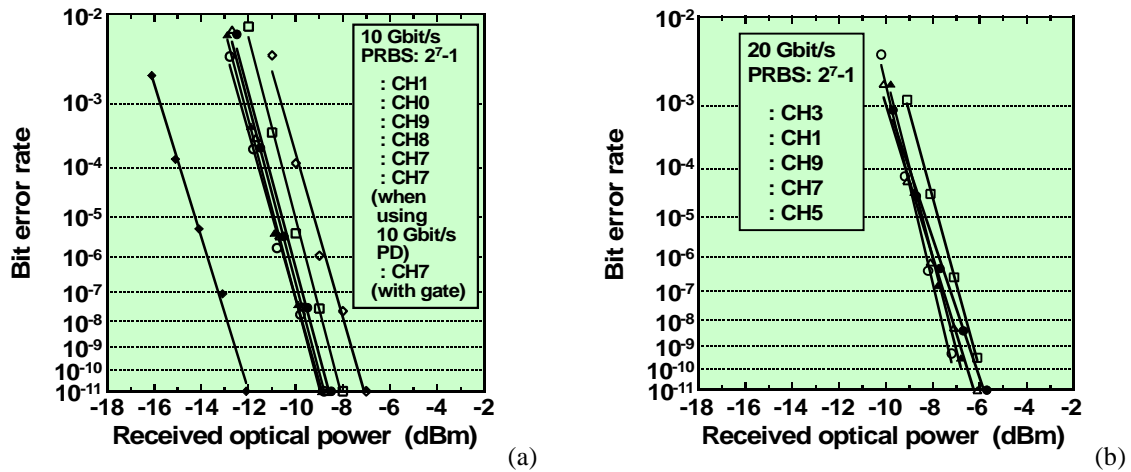 10⁻²
10⁻³
10⁻⁴
10⁻⁵
10⁻⁶
10⁻⁷
10⁻⁸
10⁻⁹
10⁻¹⁰
10⁻¹¹
Bit error rate
10 Gbit/s
PRBS: 2⁷-1
: CH1
: CH0
: CH9
: CH8
: CH7
: CH7
(when
using
10 Gbit/s
PD)
: CH7
(with gate)
-18 -16 -14 -12 -10 -8 -6 -4 -2
Received optical power (dBm)
(a)
10⁻²
10⁻³
10⁻⁴
10⁻⁵
10⁻⁶
10⁻⁷
10⁻⁸
10⁻⁹
10⁻¹⁰
10⁻¹¹
Bit error rate
20 Gbit/s
PRBS: 2⁷-1
: CH3
: CH1
: CH9
: CH7
: CH5
-18 -16 -14 -12 -10 -8 -6 -4 -2
Received optical power (dBm)
(b)